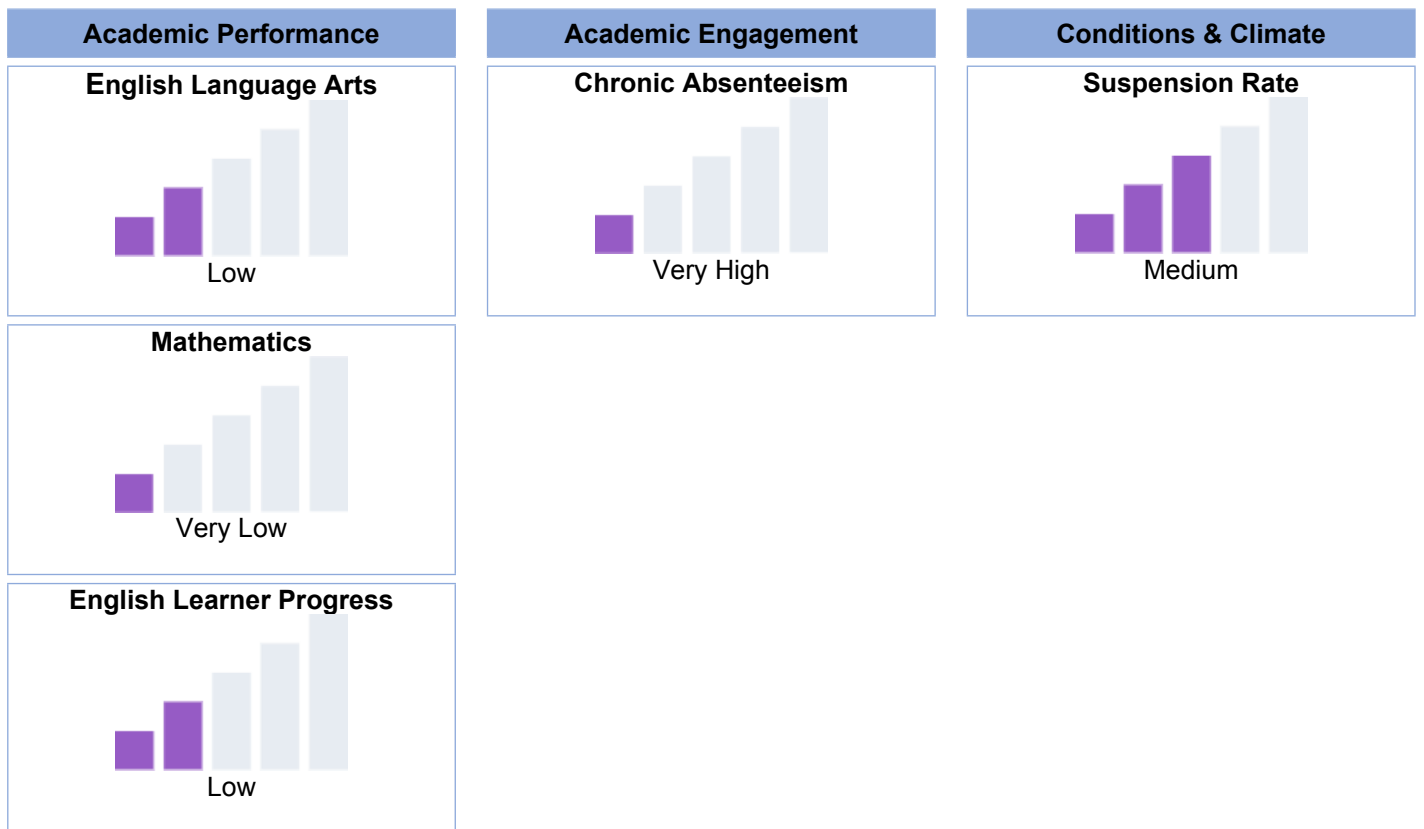 Academic Performance
Academic Engagement
Conditions & Climate
English Language Arts
Low
Chronic Absenteeism
Very High
Suspension Rate
Medium
Mathematics
Very Low
English Learner Progress
Low